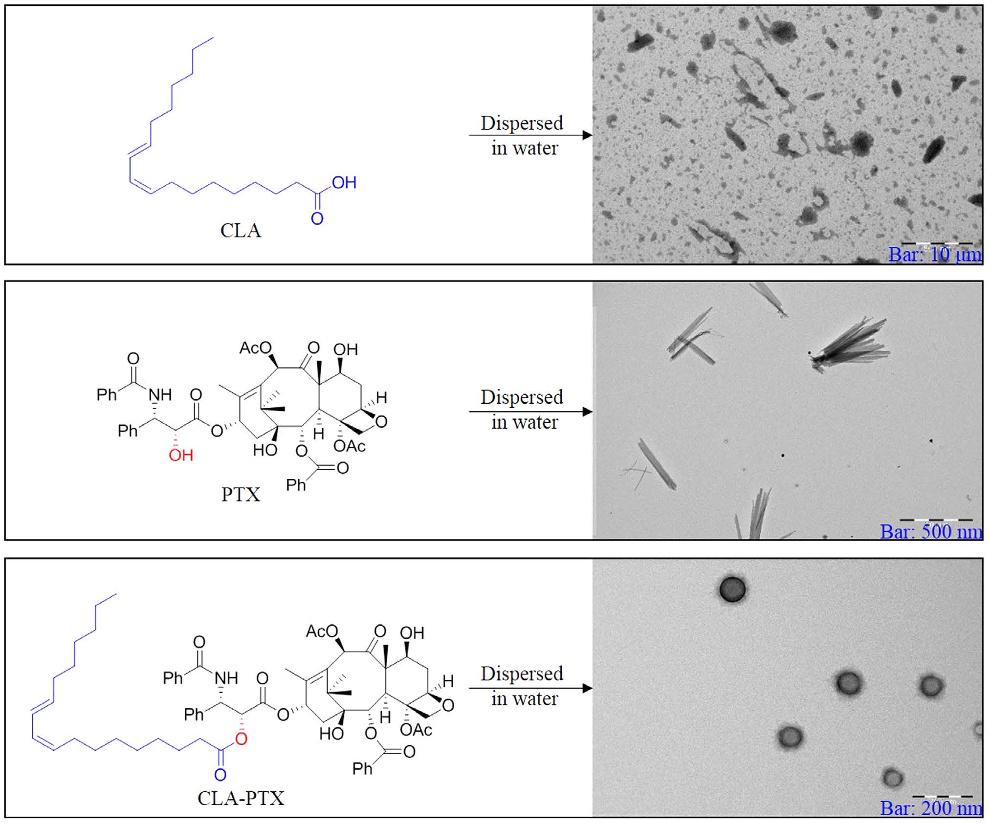 OH
O
CLA
Dispersed
in water
Bar: 10 μm
AcO
O
OH
O
Ph
NH
O
H
Ph
O
O
H
HO
O
OAc
OH
O
Ph
PTX
Dispersed
in water
Bar: 500 nm
AcO
O
OH
O
Ph
NH
O
H
Ph
O
O
H
O
HO
O
OAc
O
Ph
O
CLA-PTX
Dispersed
in water
Bar: 200 nm